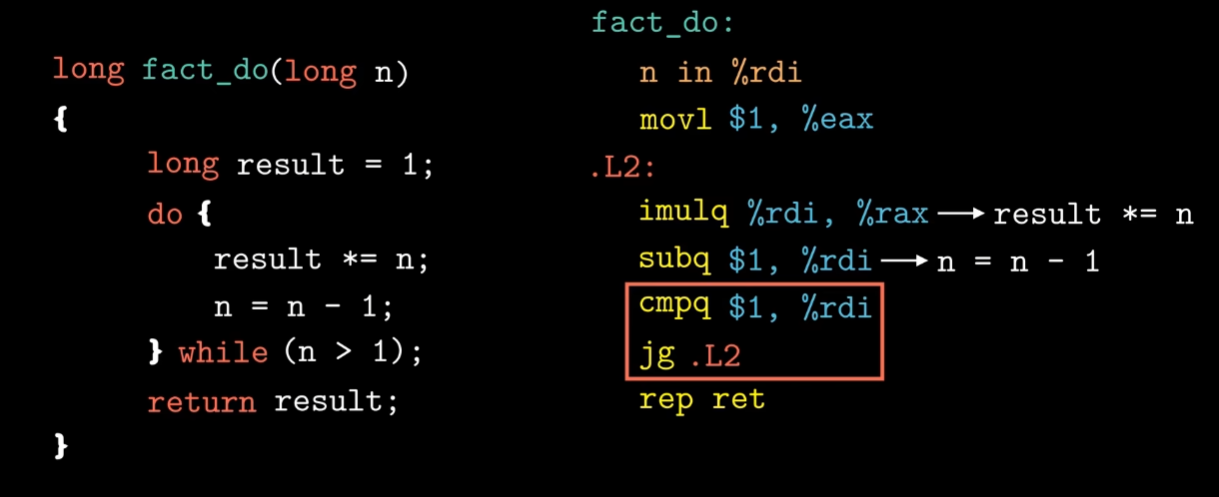 long fact_do(long n)
{
long result = 1;
do {
result *= n;
n = n - 1;
} while (n > 1);
return result;
}
fact_do:
n in %rdi
movl $1, %eax
.L2:
imulq %rdi, %rax → result *= n
subq $1, %rdi → n = n - 1
cmpq $1, %rdi
jg .L2
rep ret